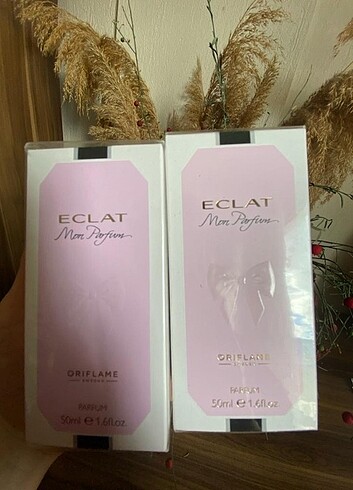 ECLAT
Mon Parfum
ORIFLAME
SWEDEN
PARFUM
50ml e 1.6fl.oz.
ECLAT
Mon Parfum
ORIFLAME
SWEDEN
PARFUM
50ml e 1.6fl.oz.